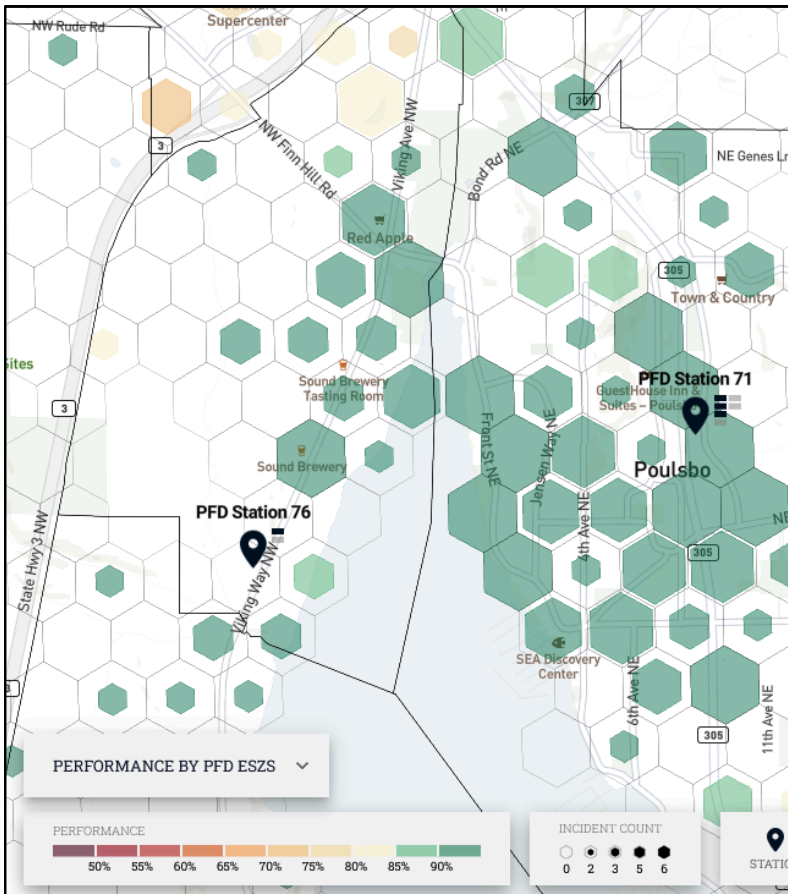 NW Rude Rd
Supercenter
307
3
NW Finn Hill Rd
Viking Ave NW
Bond Rd NE
NE Genes Ln
Red Apple
305
Town & Country
Sites
Sound Brewery
Tasting Room
PFD Station 71
GuestHouse Inn &
Suites – Poulsbo
3
Front St NE
Jensen Way NE
Sound Brewery
Poulsbo
PFD Station 76
4th Ave NE
NE
305
State Hwy 3 NW
Viking Way NW
SEA Discovery
Center
6th Ave NE
11th Ave NE
3
305
PERFORMANCE BY PFD ESZS
PERFORMANCE
50% 55% 60% 65% 70% 75% 80% 85% 90%
INCIDENT COUNT
0 2 3 5 6
STATIO